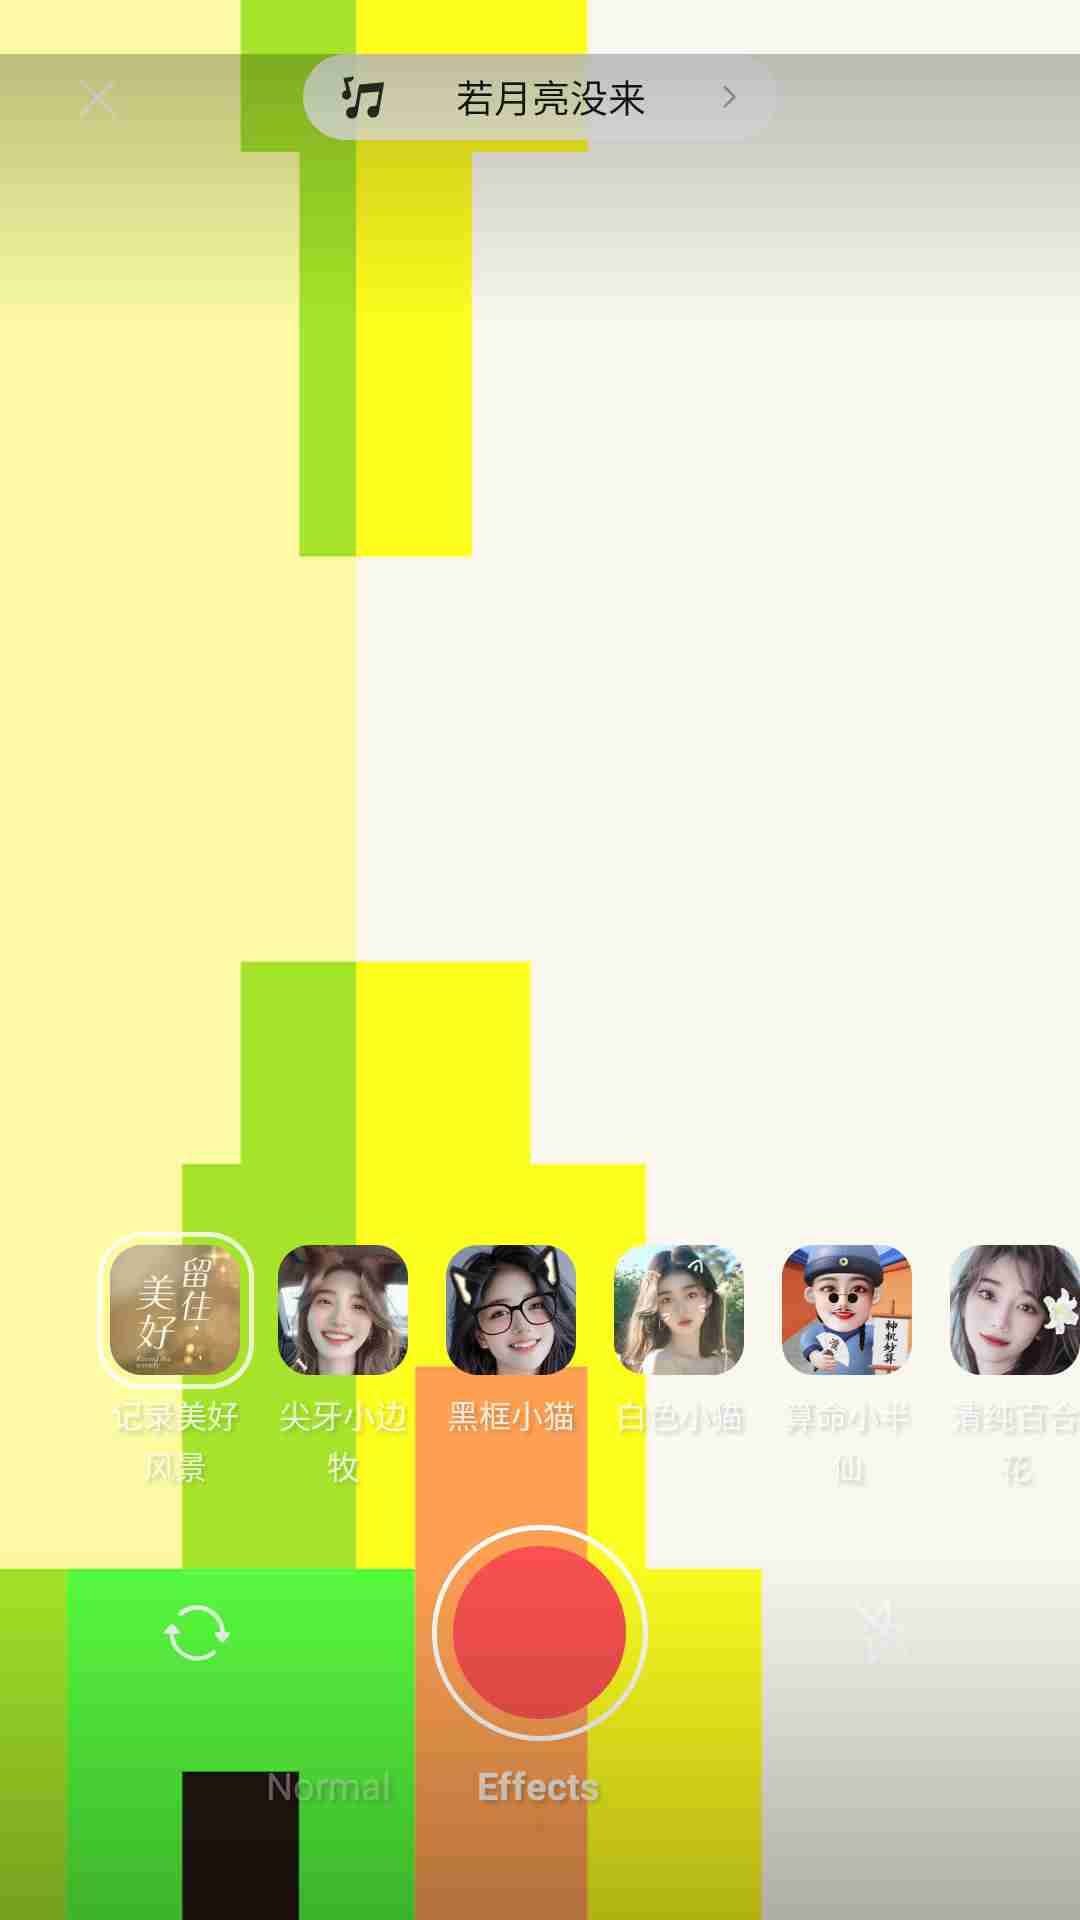 若月亮没来
留住
美好
神机妙算
记录美好
风景
尖牙小边
牧
黑框小猫
白色小猫
算命小半
仙
清纯百合
花
Normal
Effects